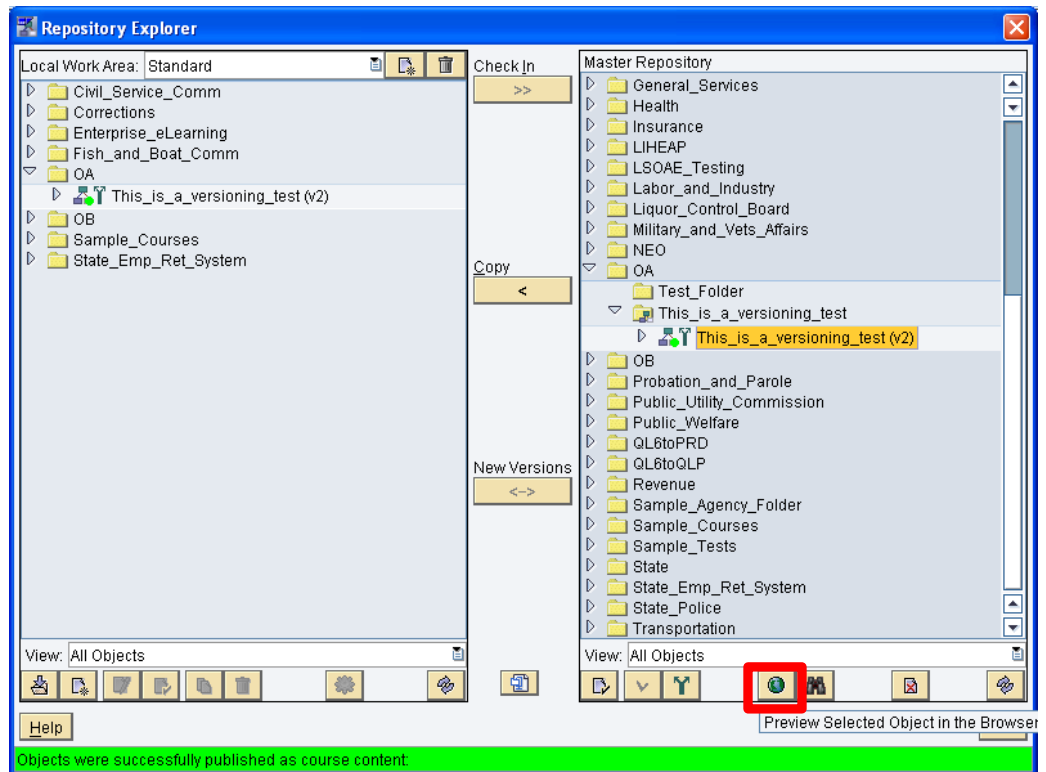 Repository Explorer
Local Work Area: Standard
Civil_Service_Comm
Corrections
Enterprise_eLearning
Fish_and_Boat_Comm
OA
This_is_a_versioning_test (v2)
OB
Sample_Courses
State_Emp_Ret_System
View: All Objects
Check In
>>
Copy
<
New Versions
<->
Master Repository
General_Services
Health
Insurance
LIHEAP
LSOAE_Testing
Labor_and_Industry
Liquor_Control_Board
Military_and_Vets_Affairs
NEO
OA
Test_Folder
This_is_a_versioning_test
This_is_a_versioning_test (v2)
OB
Probation_and_Parole
Public_Utility_Commission
Public_Welfare
QL6toPRD
QL6toQLP
Revenue
Sample_Agency_Folder
Sample_Courses
Sample_Tests
State
State_Emp_Ret_System
State_Police
Transportation
View: All Objects
Preview Selected Object in the Browser
Help
Objects were successfully published as course content: